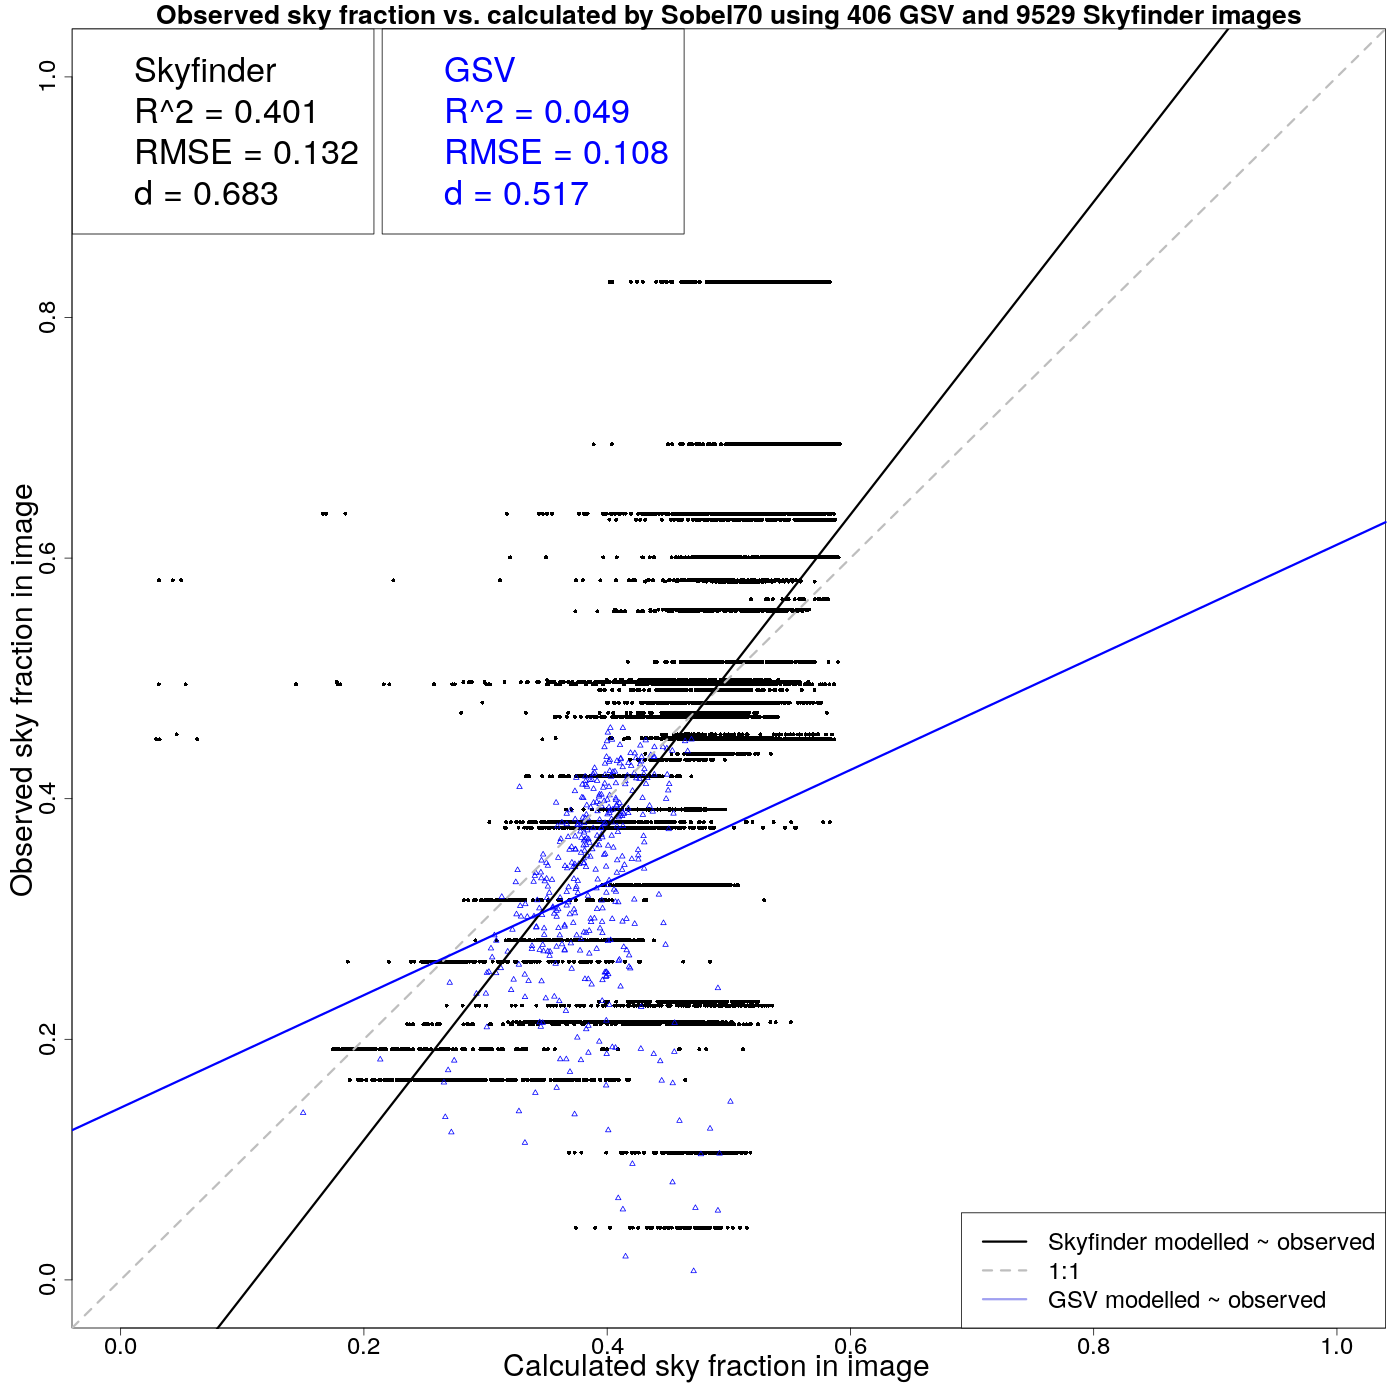 Observed sky fraction vs. calculated by Sobel70 using 406 GSV and 9529 Skyfinder images
Skyfinder
R^2 = 0.401
RMSE = 0.132
d = 0.683
GSV
R^2 = 0.049
RMSE = 0.108
d = 0.517
Observed sky fraction in image
1.0
0.8
0.6
0.4
0.2
0.0
Skyfinder modelled ~ observed
1:1
GSV modelled ~ observed
0.0 0.2 0.4 0.6 0.8 1.0
Calculated sky fraction in image